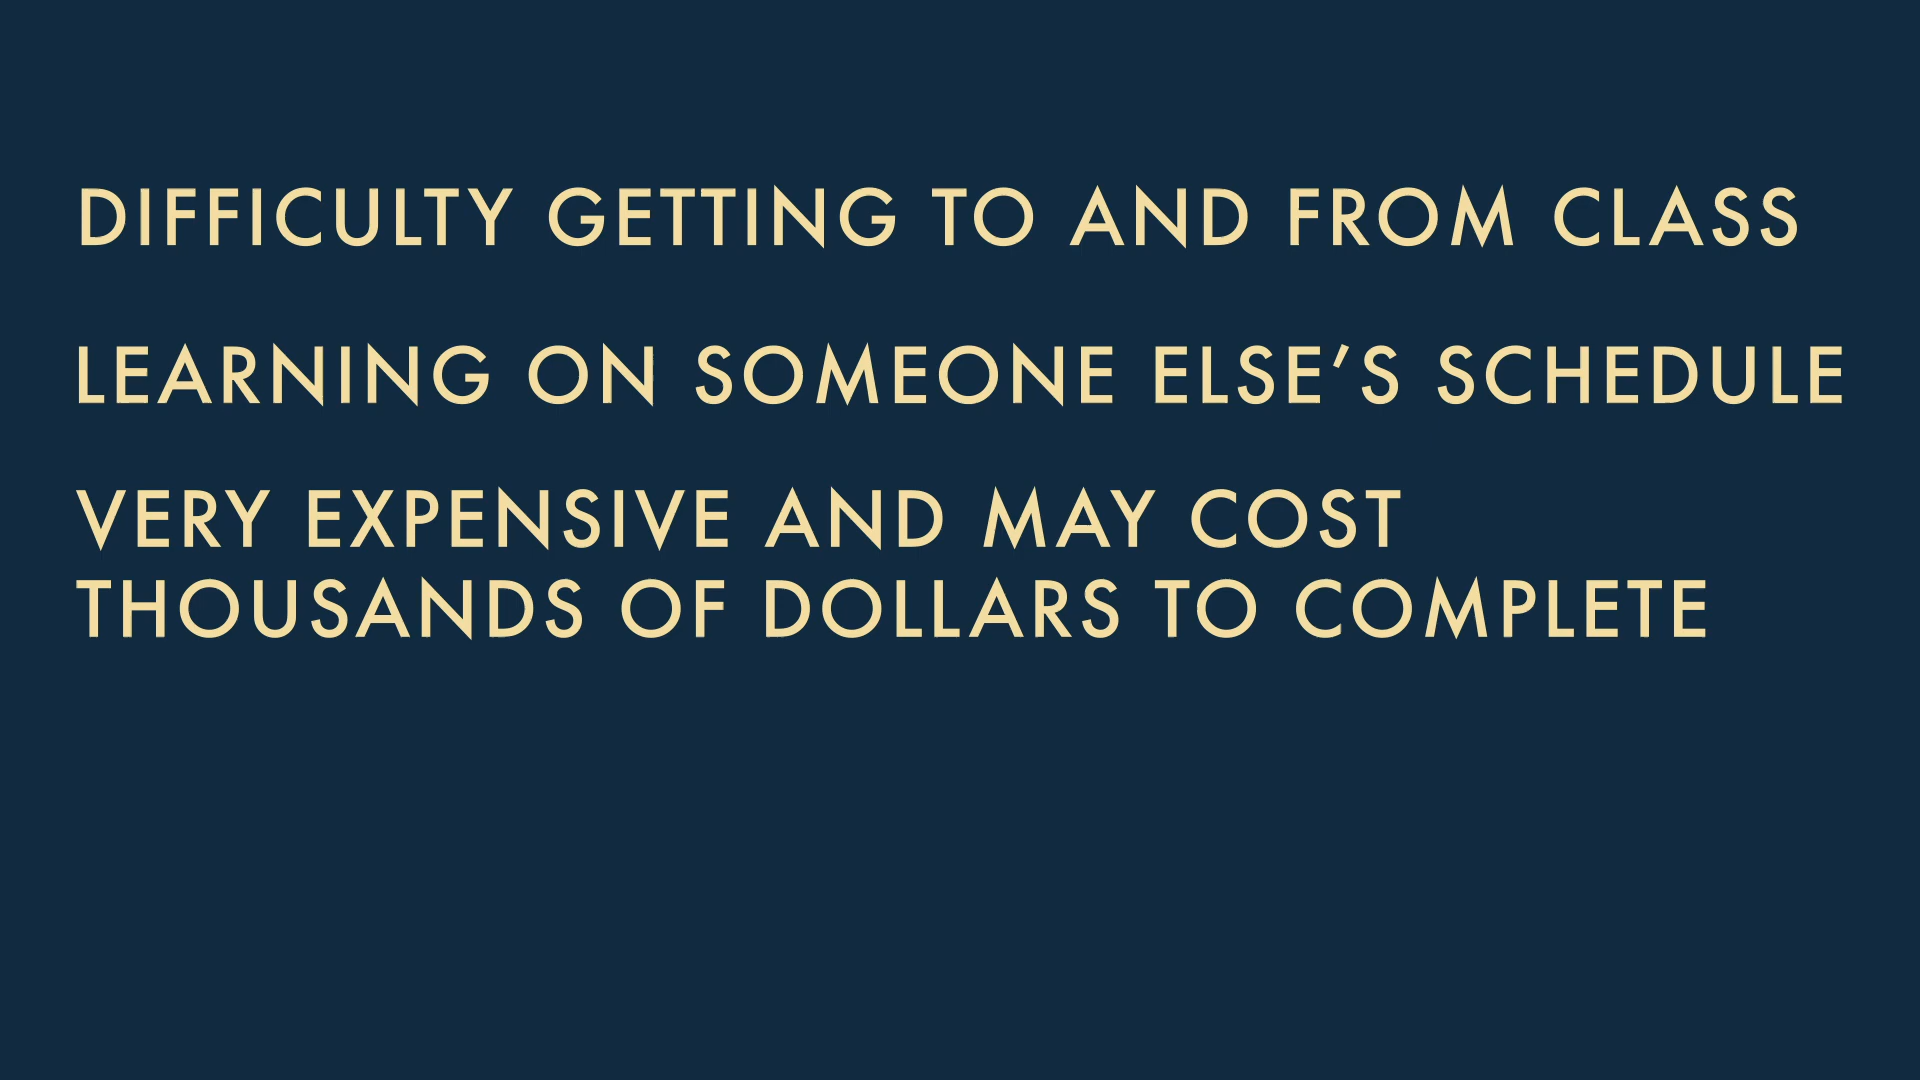 DIFFICULTY GETTING TO AND FROM CLASS
LEARNING ON SOMEONE ELSE’S SCHEDULE
VERY EXPENSIVE AND MAY COST
THOUSANDS OF DOLLARS TO COMPLETE